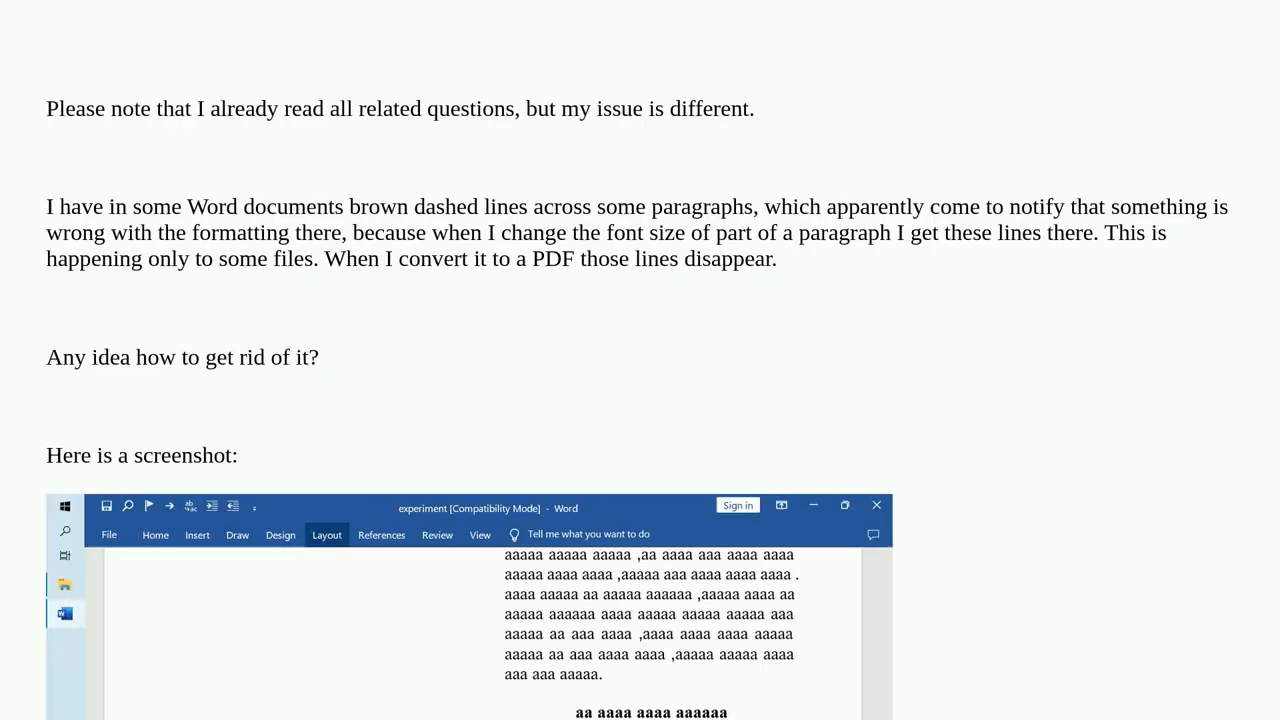 Please note that I already read all related questions, but my issue is different.
I have in some Word documents brown dashed lines across some paragraphs, which apparently come to notify that something is
wrong with the formatting there, because when I change the font size of part of a paragraph I get these lines there. This is
happening only to some files. When I convert it to a PDF those lines disappear.
Any idea how to get rid of it?
Here is a screenshot:
experiment [Compatibility Mode] - Word
Sign in
File Home Insert Draw Design Layout References Review View Tell me what you want to do
aaaaa aaaaa aaaaa ,aa aaaa aaa aaaa aaaa
aaaaa aaaa aaaa ,aaaaa aaa aaaa aaaa aaaa .
aaaa aaaaa aa aaaaa aaaaaa ,aaaaa aaaa aa
aaaaa aaaaaa aaaa aaaaa aaaaa aaaaa aaa
aaaaa aa aaa aaaa ,aaaa aaaa aaaa aaaaa
aaaaa aa aaa aaaa aaaa ,aaaaa aaaaa aaaa
aaa aaa aaaaa.
aa aaaa aaaa aaaaaa